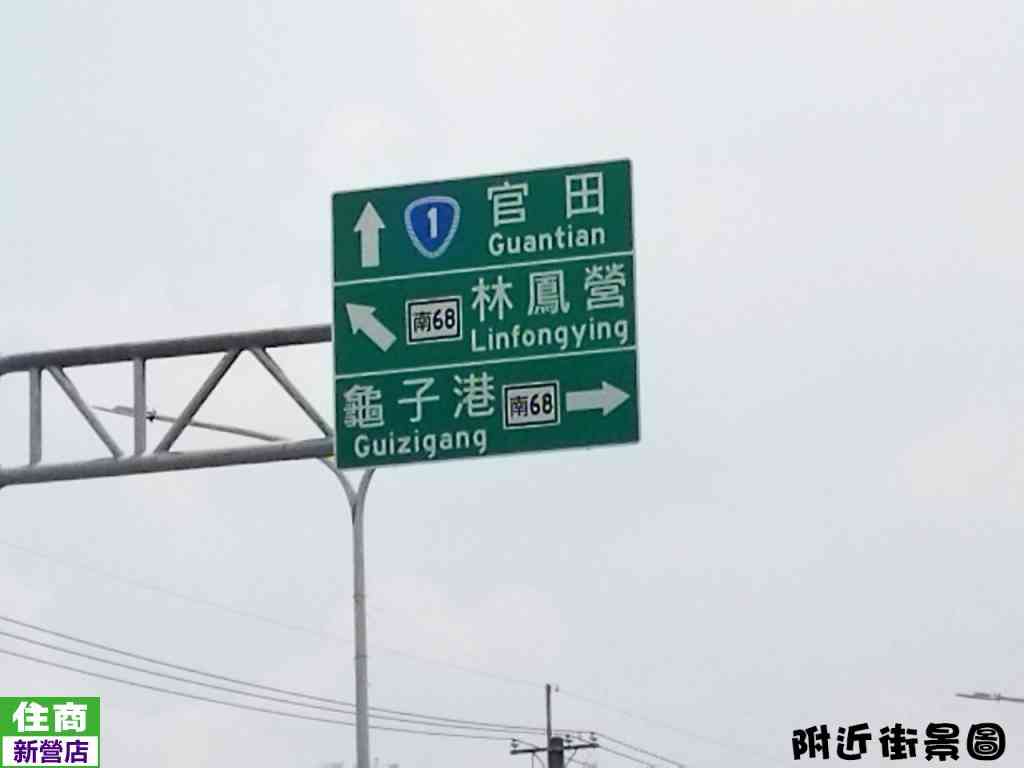 1 官田
Guantian
南68 林鳳營
Linfongying
龜子港 南68
Guizigang
住商
新營店
附近街景圖